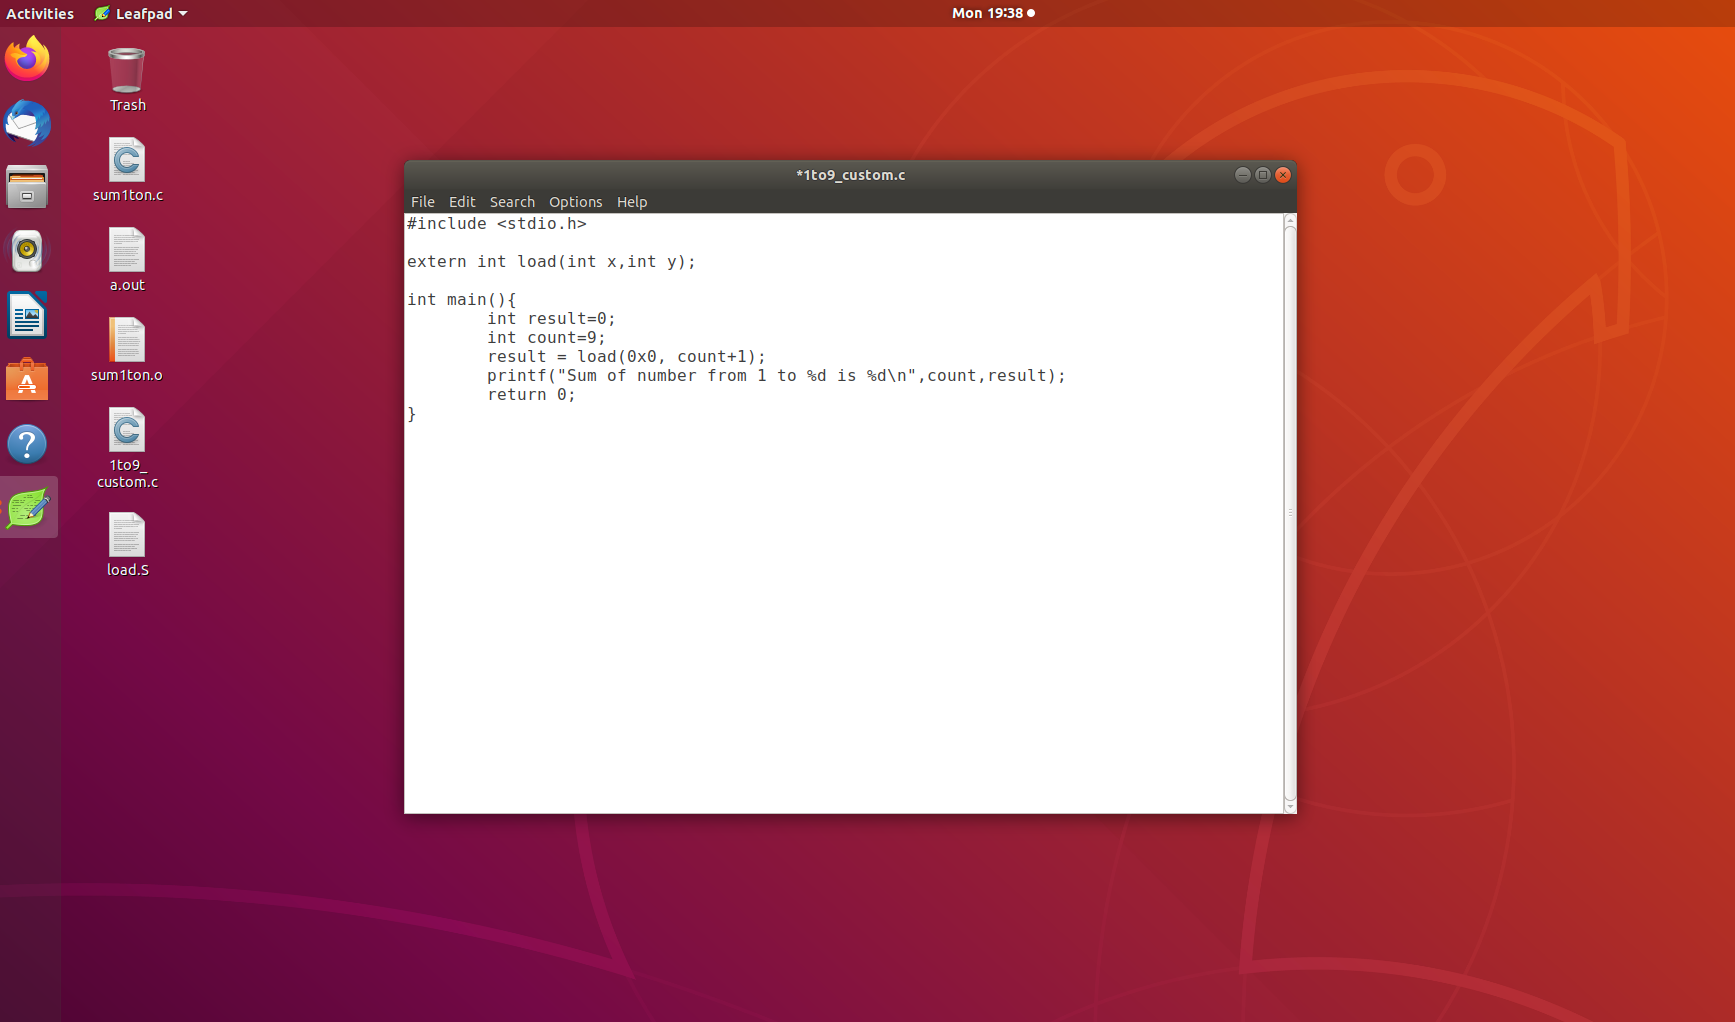 Activities Leafpad Mon 19:38
Trash
sum1ton.c
a.out
sum1ton.o
1to9_
custom.c
load.S
*1to9_custom.c
File Edit Search Options Help
#include <stdio.h>
extern int load(int x,int y);
int main(){
int result=0;
int count=9;
result = load(0x0, count+1);
printf("Sum of number from 1 to %d is %d\n",count,result);
return 0;
}